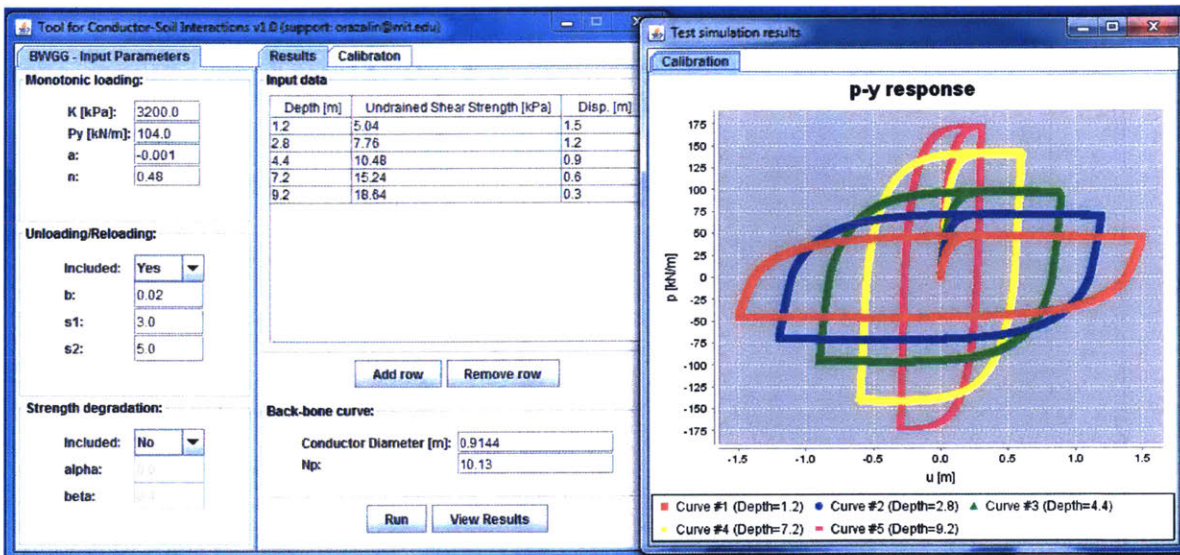 Tool for Conductor-Soil Interactions v1.0 (support: orazalin@mit.edu)
BWGG - Input Parameters
Monotonic loading:
K [kPa]: 3200.0
Py [kN/m]: 104.0
a: -0.001
n: 0.48
Unloading/Reloading:
Included: Yes
b: 0.02
s1: 3.0
s2: 5.0
Strength degradation:
Included: No
alpha:
beta:
Results Calibraton
Input data
Depth [m] Undrained Shear Strength [kPa] Disp. [m]
1.2 5.04 1.5
2.8 7.76 1.2
4.4 10.48 0.9
7.2 15.24 0.6
9.2 18.64 0.3
Add row Remove row
Back-bone curve:
Conductor Diameter [m]: 0.9144
Np: 10.13
Run View Results
Test simulation results
Calibration
p-y response
p [kN/m]
175
150
125
100
75
50
25
0
-25
-50
-75
-100
-125
-150
-175
-1.5 -1.0 -0.5 0.0 0.5 1.0 1.5
u [m]
Curve #1 (Depth=1.2) Curve #2 (Depth=2.8) Curve #3 (Depth=4.4)
Curve #4 (Depth=7.2) Curve #5 (Depth=9.2)